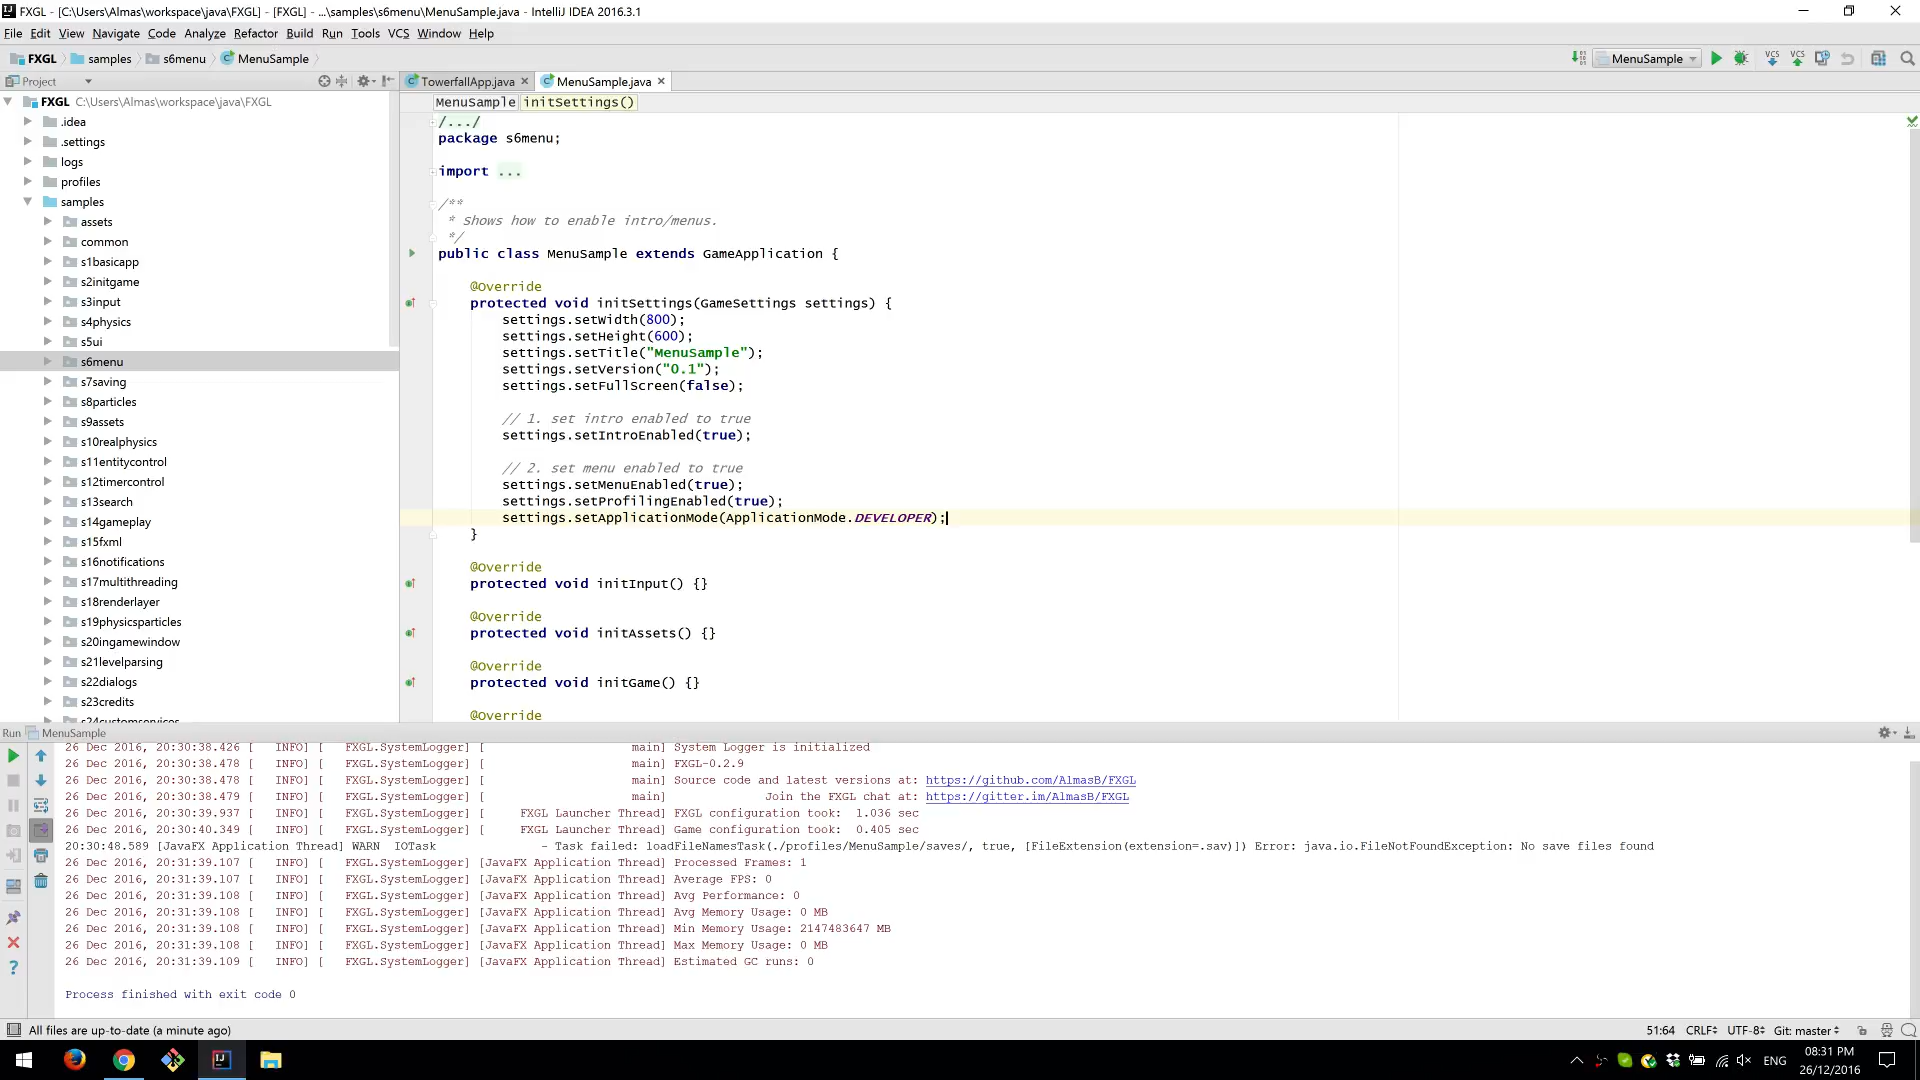 FXGL - [C:\Users\Almas\workspace\java\FXGL] - [FXGL] - ...\samples\s6menu\MenuSample.java - IntelliJ IDEA 2016.3.1
File Edit View Navigate Code Analyze Refactor Build Run Tools VCS Window Help
FXGL samples s6menu MenuSample MenuSample VCS VCS
Project TowerfallApp.java MenuSample.java
FXGL C:\Users\Almas\workspace\java\FXGL
.idea
.settings
logs
profiles
samples
assets
common
s1basicapp
s2initgame
s3input
s4physics
s5ui
s6menu
s7saving
s8particles
s9assets
s10realphysics
s11entitycontrol
s12timercontrol
s13search
s14gameplay
s15fxml
s16notifications
s17multithreading
s18renderlayer
s19physicsparticles
s20ingamewindow
s21levelparsing
s22dialogs
s23credits
s24customservices
MenuSample initSettings()
/.../
package s6menu;
import ...
/**
* Shows how to enable intro/menus.
*/
public class MenuSample extends GameApplication {
@Override
protected void initSettings(GameSettings settings) {
settings.setWidth(800);
settings.setHeight(600);
settings.setTitle("MenuSample");
settings.setVersion("0.1");
settings.setFullScreen(false);
// 1. set intro enabled to true
settings.setIntroEnabled(true);
// 2. set menu enabled to true
settings.setMenuEnabled(true);
settings.setProfilingEnabled(true);
settings.setApplicationMode(ApplicationMode.DEVELOPER);
}
@Override
protected void initInput() {}
@Override
protected void initAssets() {}
@Override
protected void initGame() {}
@Override
Run MenuSample
26 Dec 2016, 20:30:38.426 [ INFO] [ FXGL.SystemLogger] [ main] System Logger is initialized
26 Dec 2016, 20:30:38.478 [ INFO] [ FXGL.SystemLogger] [ main] FXGL-0.2.9
26 Dec 2016, 20:30:38.478 [ INFO] [ FXGL.SystemLogger] [ main] Source code and latest versions at: https://github.com/AlmasB/FXGL
26 Dec 2016, 20:30:38.479 [ INFO] [ FXGL.SystemLogger] [ main] Join the FXGL chat at: https://gitter.im/AlmasB/FXGL
26 Dec 2016, 20:30:39.937 [ INFO] [ FXGL.SystemLogger] [ FXGL Launcher Thread] FXGL configuration took: 1.036 sec
26 Dec 2016, 20:30:40.349 [ INFO] [ FXGL.SystemLogger] [ FXGL Launcher Thread] Game configuration took: 0.405 sec
20:30:48.589 [JavaFX Application Thread] WARN IOTask - Task failed: loadFileNamesTask(./profiles/MenuSample/saves/, true, [FileExtension(extension=.sav)]) Error: java.io.FileNotFoundException: No save files found
26 Dec 2016, 20:31:39.107 [ INFO] [ FXGL.SystemLogger] [JavaFX Application Thread] Processed Frames: 1
26 Dec 2016, 20:31:39.107 [ INFO] [ FXGL.SystemLogger] [JavaFX Application Thread] Average FPS: 0
26 Dec 2016, 20:31:39.108 [ INFO] [ FXGL.SystemLogger] [JavaFX Application Thread] Avg Performance: 0
26 Dec 2016, 20:31:39.108 [ INFO] [ FXGL.SystemLogger] [JavaFX Application Thread] Avg Memory Usage: 0 MB
26 Dec 2016, 20:31:39.108 [ INFO] [ FXGL.SystemLogger] [JavaFX Application Thread] Min Memory Usage: 2147483647 MB
26 Dec 2016, 20:31:39.108 [ INFO] [ FXGL.SystemLogger] [JavaFX Application Thread] Max Memory Usage: 0 MB
26 Dec 2016, 20:31:39.109 [ INFO] [ FXGL.SystemLogger] [JavaFX Application Thread] Estimated GC runs: 0
Process finished with exit code 0
All files are up-to-date (a minute ago) 51:64 CRLF UTF-8 Git: master
ENG 08:31 PM
26/12/2016